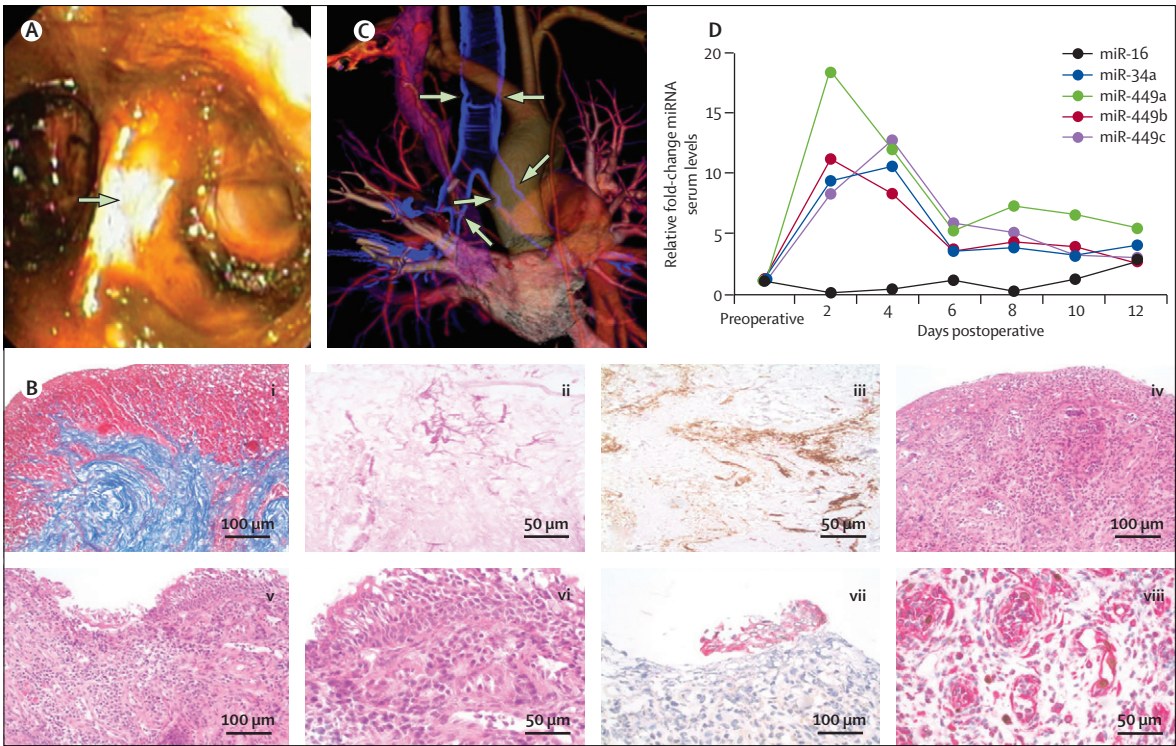 A
C
D
Relative fold-change miRNA
serum levels
20
15
10
5
0
miR-16
miR-34a
miR-449a
miR-449b
miR-449c
Preoperative
2
4
6
8
10
12
Days postoperative
B
i
100 µm
ii
50 µm
iii
50 µm
iv
100 µm
v
100 µm
vi
50 µm
vii
100 µm
viii
50 µm